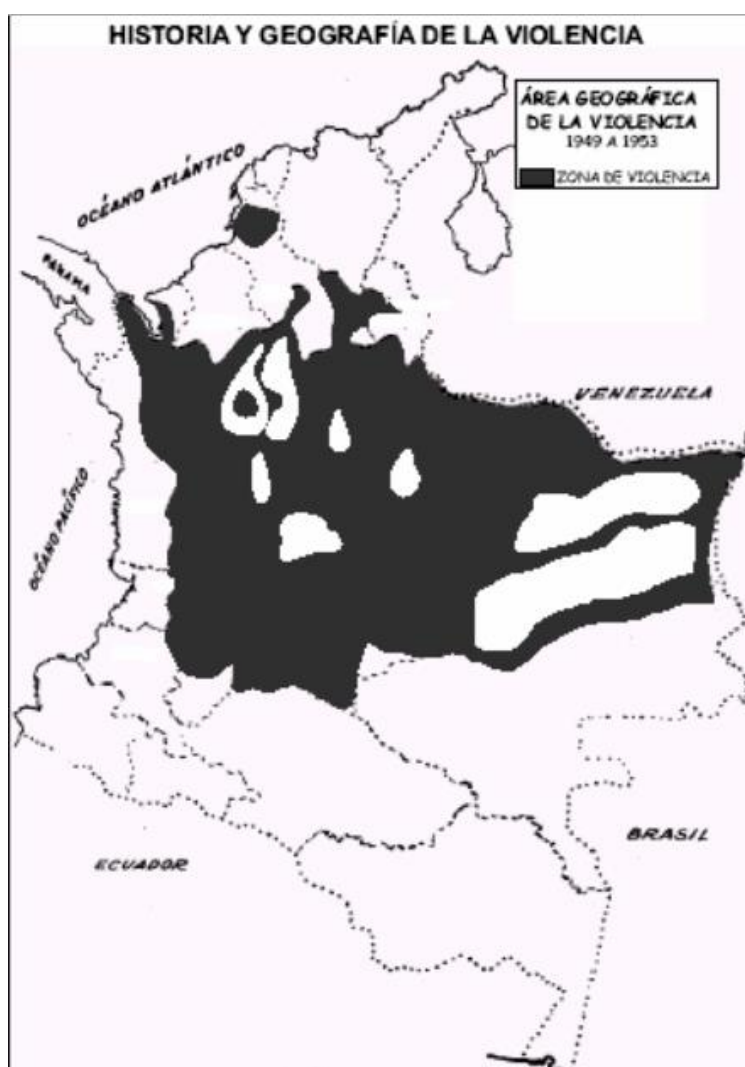 HISTORIA Y GEOGRAFÍA DE LA VIOLENCIA
ÁREA GEOGRÁFICA
DE LA VIOLENCIA
1949 A 1953
ZONA DE VIOLENCIA
OCÉANO ATLÁNTICO
PANAMA
VENEZUELA
OCÉANO PACÍFICO
BRASIL
ECUADOR